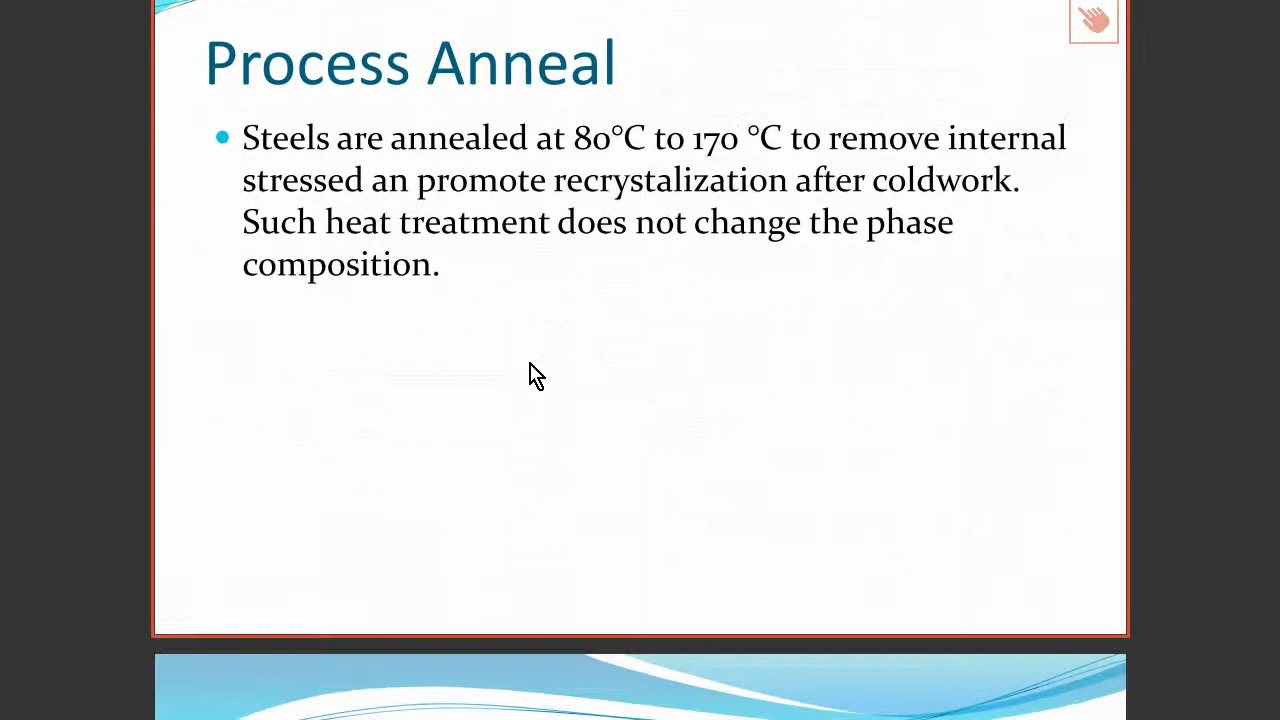 Process Anneal
Steels are annealed at 80°C to 170 °C to remove internal
stressed an promote recrystalization after coldwork.
Such heat treatment does not change the phase
composition.